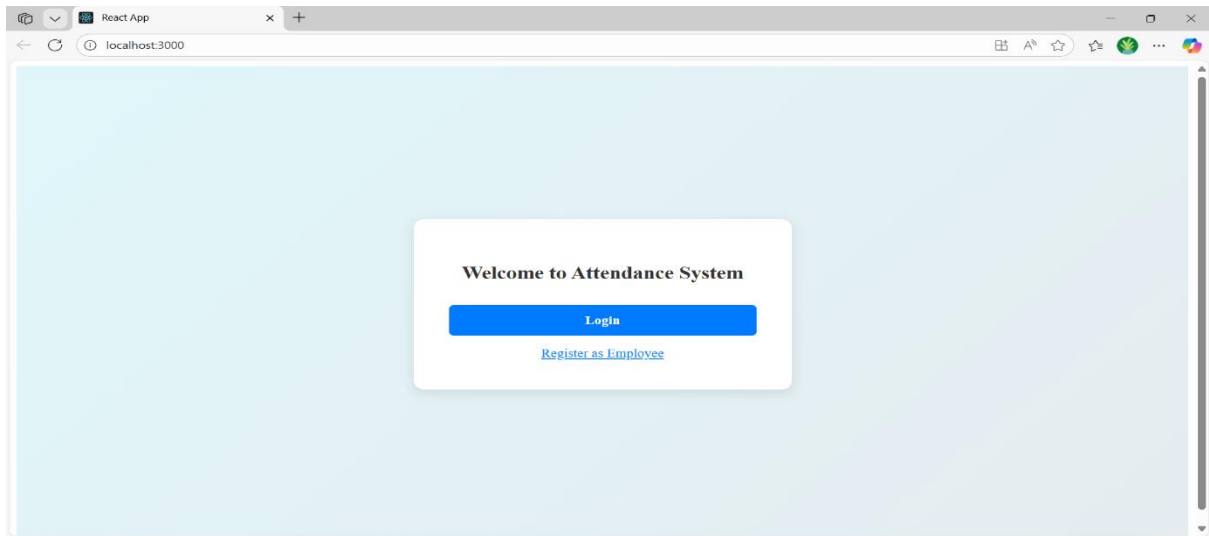 React App
localhost:3000
Welcome to Attendance System
Login
Register as Employee